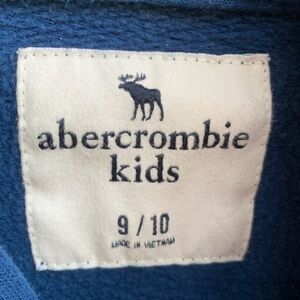 abercrombie
kids
9 / 10
MADE IN VIETNAM